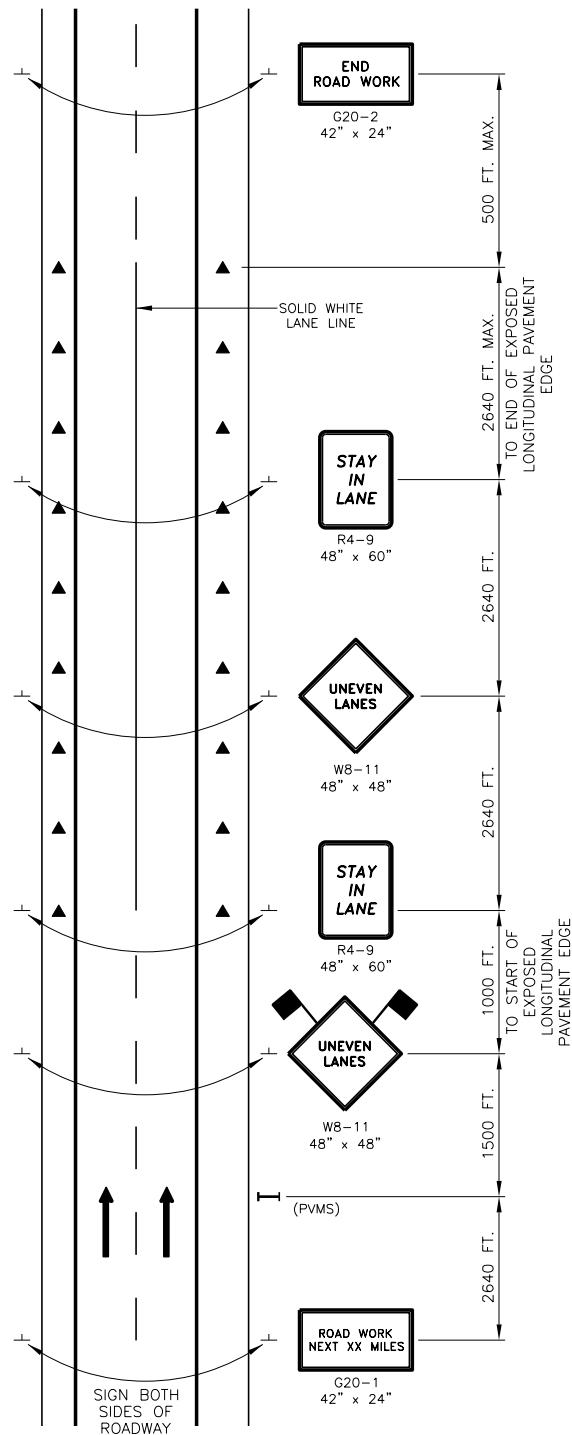 END
ROAD WORK
G20-2
42" x 24"
500 FT. MAX.
SOLID WHITE
LANE LINE
2640 FT. MAX.
TO END OF EXPOSED
LONGITUDINAL PAVEMENT
EDGE
STAY
IN
LANE
R4-9
48" x 60"
2640 FT.
UNEVEN
LANES
W8-11
48" x 48"
2640 FT.
STAY
IN
LANE
R4-9
48" x 60"
1000 FT.
TO START OF
EXPOSED
LONGITUDINAL
PAVEMENT EDGE
UNEVEN
LANES
W8-11
48" x 48"
1500 FT.
(PVMS)
2640 FT.
ROAD WORK
NEXT XX MILES
G20-1
42" x 24"
SIGN BOTH
SIDES OF
ROADWAY